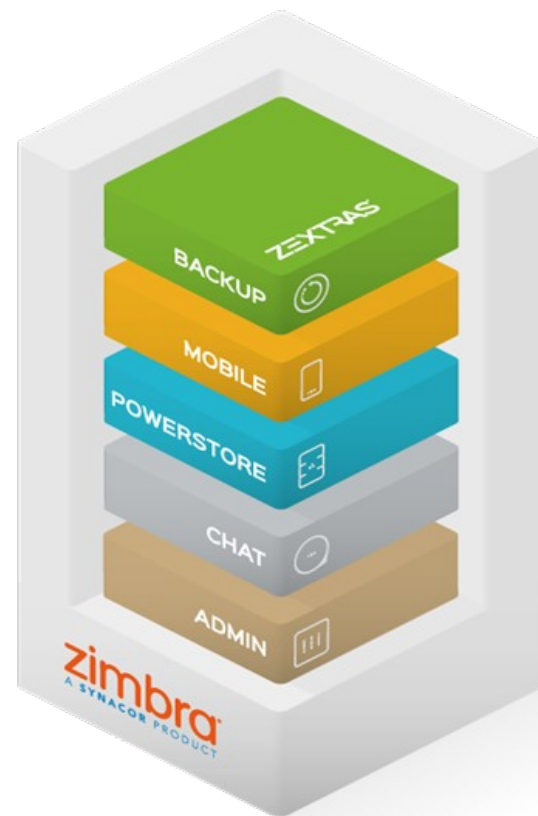 ZEXTRAS
BACKUP
MOBILE
POWERSTORE
CHAT
ADMIN
zimbra
A SYNACOR PRODUCT